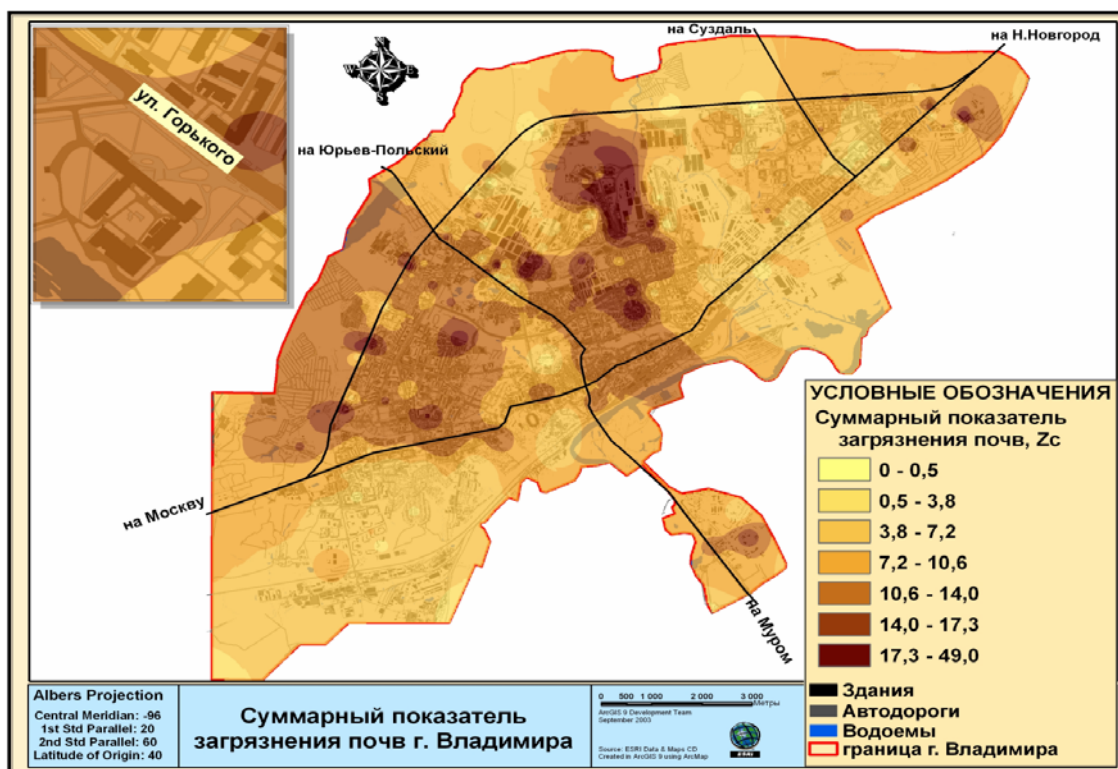 ул. Горького
W
E
S
на Суздаль
на Н.Новгород
на Юрьев-Польский
на Москву
на Муром
УСЛОВНЫЕ ОБОЗНАЧЕНИЯ
Суммарный показатель
загрязнения почв, Zc
0 - 0,5
0,5 - 3,8
3,8 - 7,2
7,2 - 10,6
10,6 - 14,0
14,0 - 17,3
17,3 - 49,0
Здания
Автодороги
Водоемы
граница г. Владимира
Albers Projection
Central Meridian: -96
1st Std Parallel: 20
2nd Std Parallel: 60
Latitude of Origin: 40
Суммарный показатель
загрязнения почв г. Владимира
0 500 1 000 2 000 3 000
Метры
ArcGIS 9 Development Team
September 2003
Source: ESRI Data & Maps CD
Created in ArcGIS 9 using ArcMap
ESRI